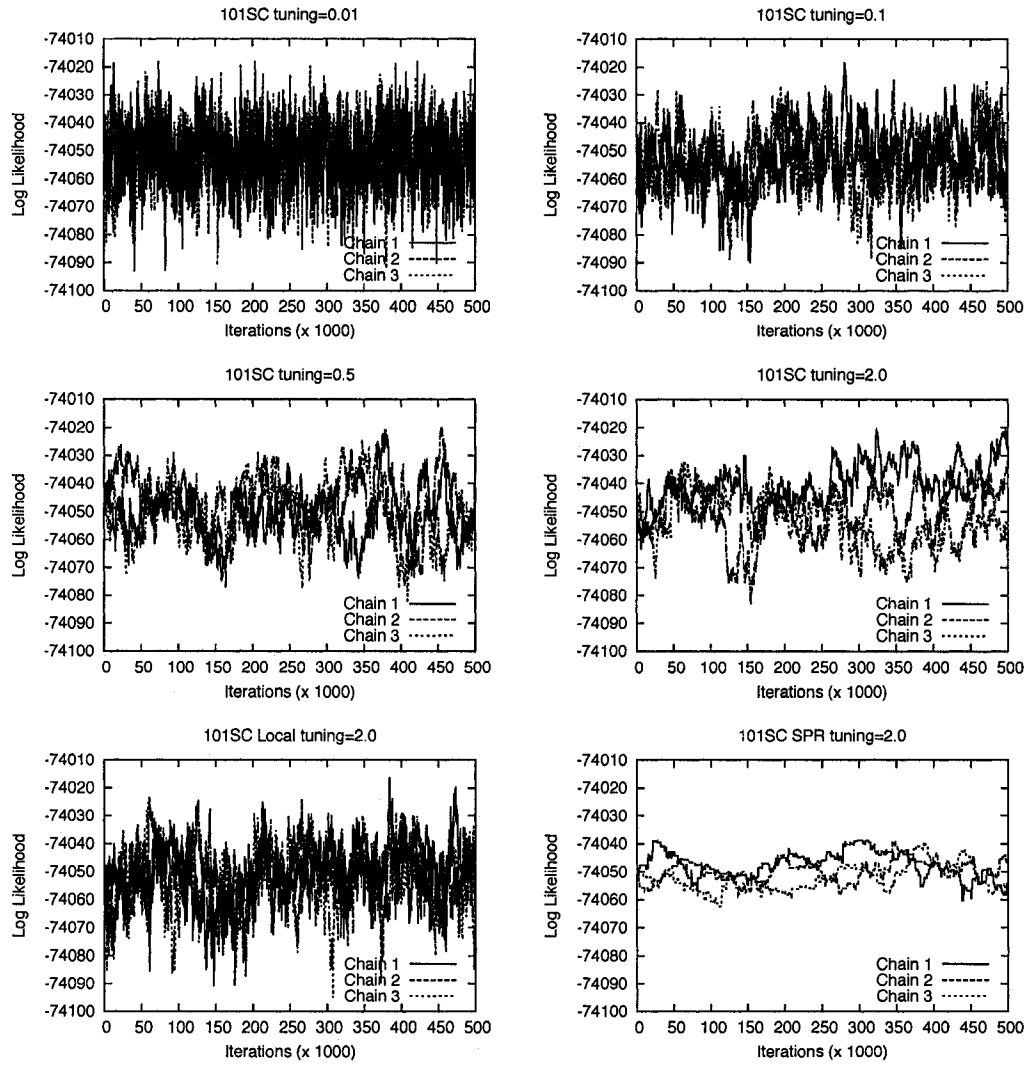 101SC tuning=0.01
Log Likelihood
-74010
-74020
-74030
-74040
-74050
-74060
-74070
-74080
-74090
-74100
Chain 1
Chain 2
Chain 3
0 50 100 150 200 250 300 350 400 450 500
Iterations (x 1000)
101SC tuning=0.1
Log Likelihood
-74010
-74020
-74030
-74040
-74050
-74060
-74070
-74080
-74090
-74100
Chain 1
Chain 2
Chain 3
0 50 100 150 200 250 300 350 400 450 500
Iterations (x 1000)
101SC tuning=0.5
Log Likelihood
-74010
-74020
-74030
-74040
-74050
-74060
-74070
-74080
-74090
-74100
Chain 1
Chain 2
Chain 3
0 50 100 150 200 250 300 350 400 450 500
Iterations (x 1000)
101SC tuning=2.0
Log Likelihood
-74010
-74020
-74030
-74040
-74050
-74060
-74070
-74080
-74090
-74100
Chain 1
Chain 2
Chain 3
0 50 100 150 200 250 300 350 400 450 500
Iterations (x 1000)
101SC Local tuning=2.0
Log Likelihood
-74010
-74020
-74030
-74040
-74050
-74060
-74070
-74080
-74090
-74100
Chain 1
Chain 2
Chain 3
0 50 100 150 200 250 300 350 400 450 500
Iterations (x 1000)
101SC SPR tuning=2.0
Log Likelihood
-74010
-74020
-74030
-74040
-74050
-74060
-74070
-74080
-74090
-74100
Chain 1
Chain 2
Chain 3
0 50 100 150 200 250 300 350 400 450 500
Iterations (x 1000)